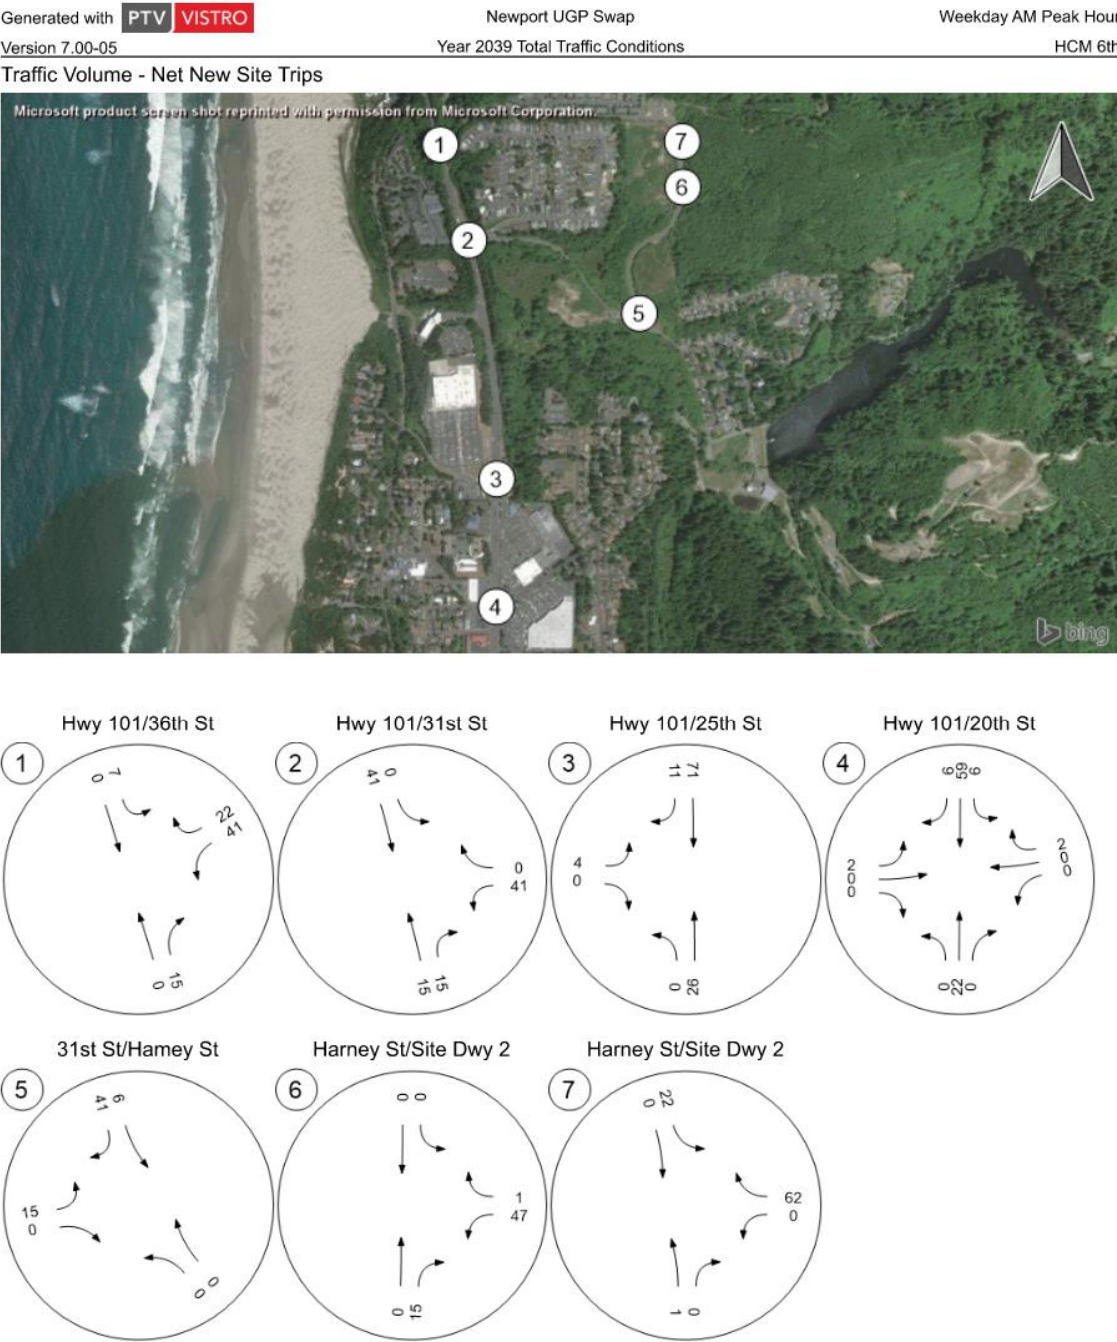 Generated with PTV VISTRO
Newport UGP Swap
Weekday AM Peak Hour
Version 7.00-05
Year 2039 Total Traffic Conditions
HCM 6th
Traffic Volume - Net New Site Trips
Microsoft product screen shot reprinted with permission from Microsoft Corporation.
1
7
6
2
5
3
4
bing
Hwy 101/36th St
Hwy 101/31st St
Hwy 101/25th St
Hwy 101/20th St
1
0 7
22
41
0 15
2
41 0
0
41
15 15
3
11 71
4
0
0 26
4
6 59 6
2
0
0
2
0
0
0 22 0
31st St/Hamey St
Harney St/Site Dwy 2
Harney St/Site Dwy 2
5
41 6
15
0
0 0
6
0 0
1
47
0 15
7
0 22
62
0
1 0